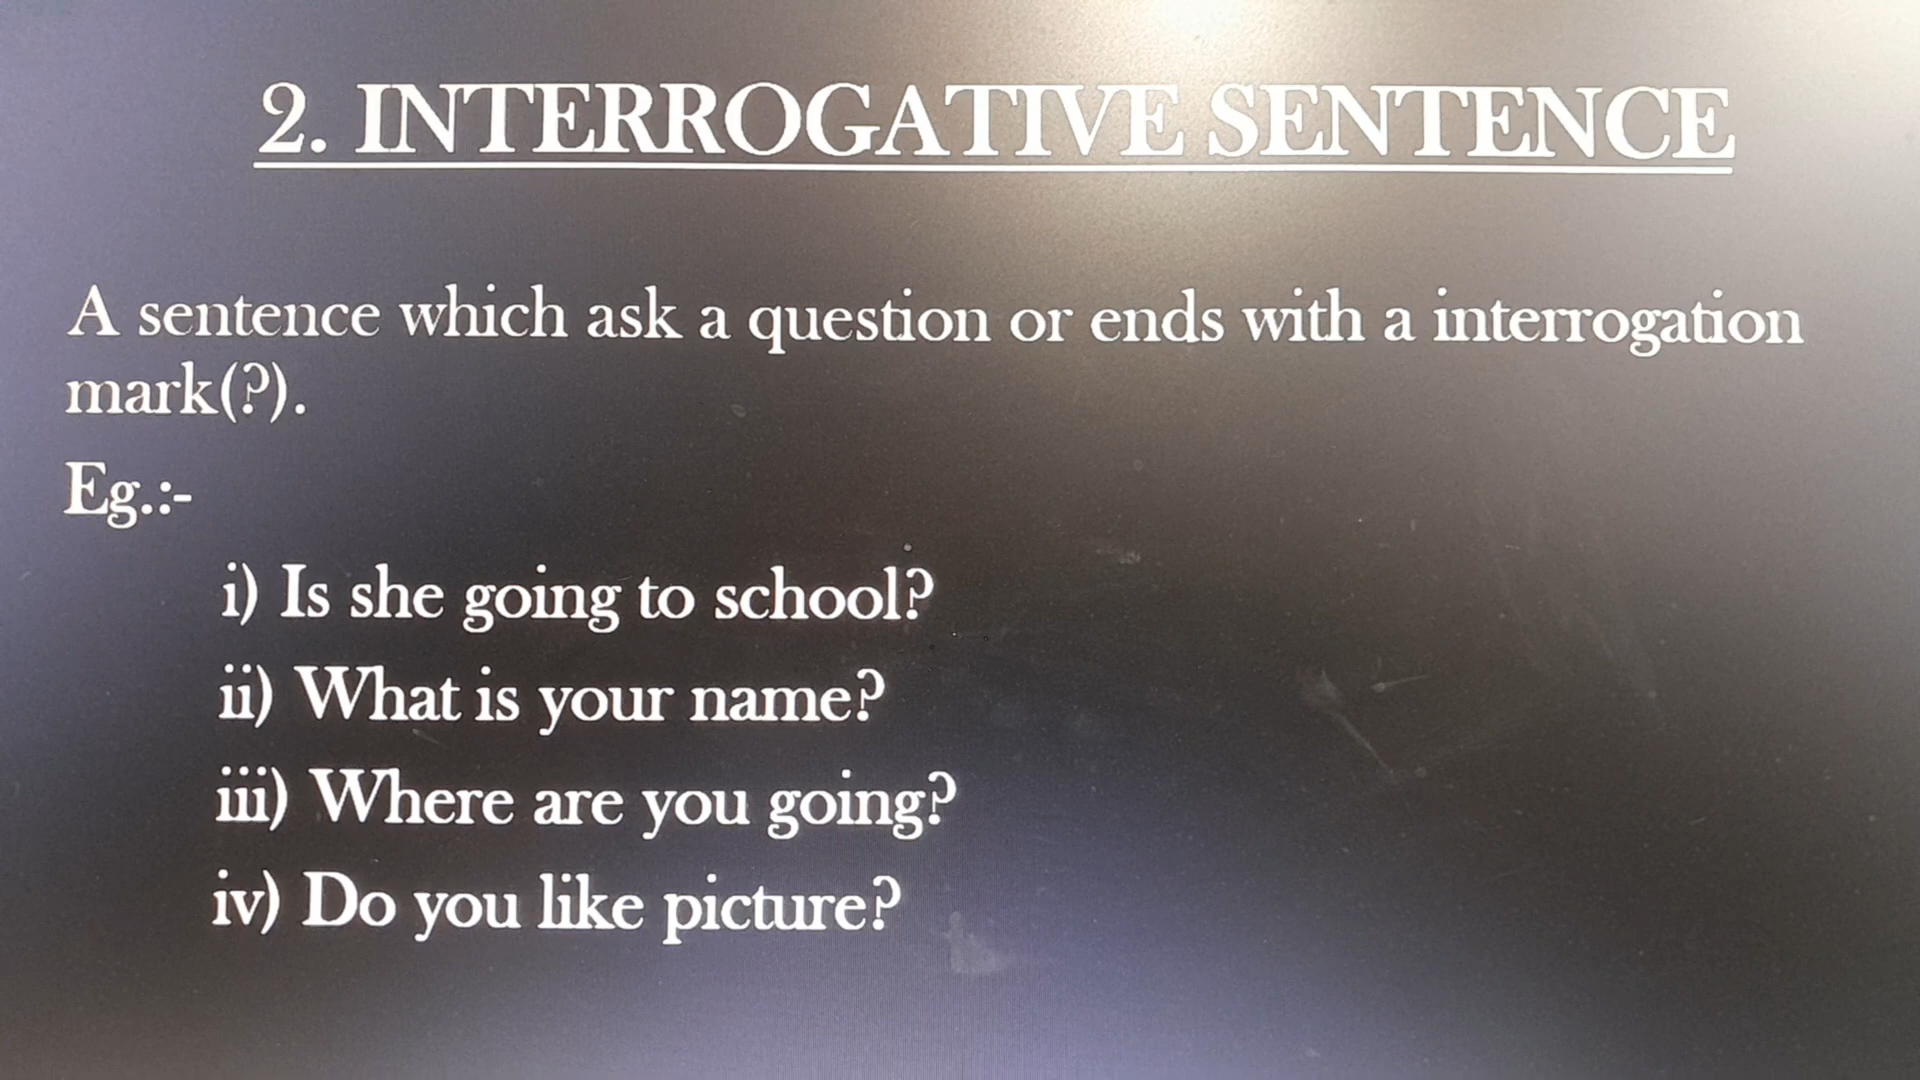 2. INTERROGATIVE SENTENCE
A sentence which ask a question or ends with a interrogation
mark(?).
Eg.:-
i) Is she going to school?
ii) What is your name?
iii) Where are you going?
iv) Do you like picture?